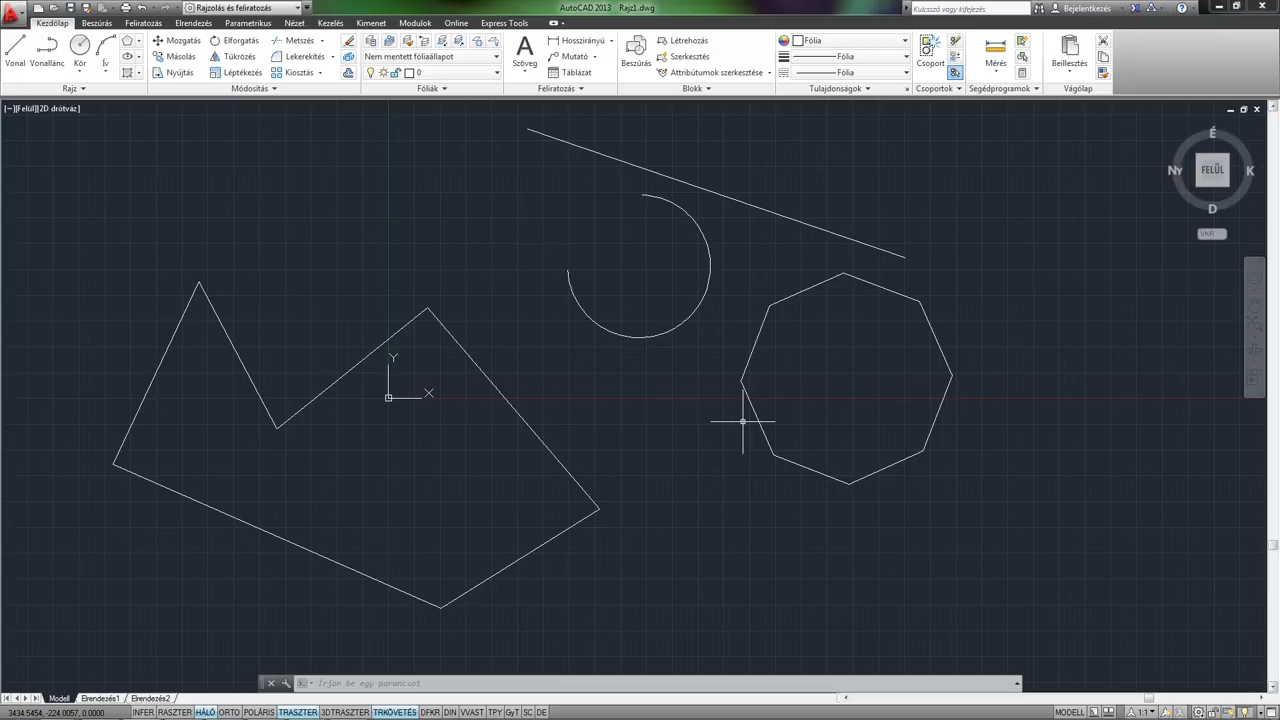 Rajzolás és feliratozás
AutoCAD 2013 Rajz1.dwg
Kulcsszó vagy kifejezés
Bejelentkezés
Kezdőlap Beszúrás Feliratozás Elrendezés Parametrikus Nézet Kezelés Kimenet Modulok Online Express Tools
Vonal Vonallánc Kör Ív
Mozgatás Elforgatás Metszés
Másolás Tükrözés Lekerekítés
Nyújtás Léptékezés Kiosztás
Nem mentett fóliaállapot
0
Szöveg
Hosszirányú
Mutató
Táblázat
Beszúrás
Létrehozás
Szerkesztés
Attribútumok szerkesztése
Fólia
Fólia
Fólia
Csoport Mérés Beillesztés
Rajz Módosítás Fóliák Feliratozás Blokk Tulajdonságok Csoportok Segédprogramok Vágólap
[−][Felül][2D drótváz]
É
Ny FELÜL K
D
VKR
Y
X
Írjon be egy parancsot
Modell Elrendezés1 Elrendezés2
3434.5454, -224.0057, 0.0000 INFER RASZTER HÁLÓ ORTO POLÁRIS TRASZTER 3DTRASZTER TRKÖVETÉS DFKR DIN VVAST TPY GyT SC DE MODELL 1:1